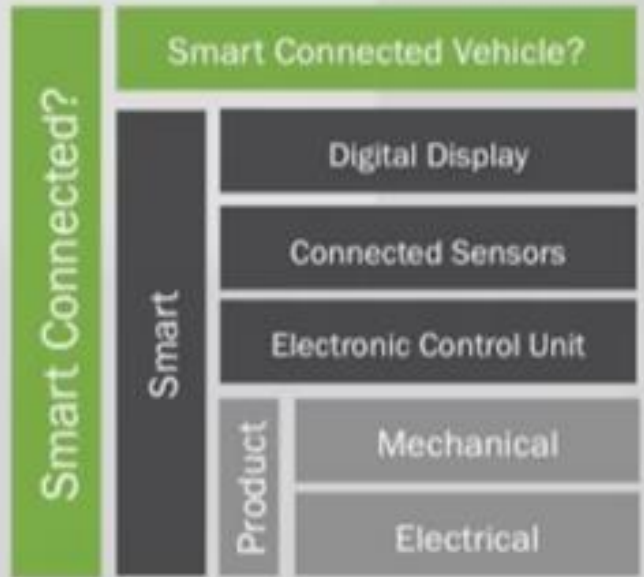 Smart Connected?
Smart Connected Vehicle?
Smart
Digital Display
Connected Sensors
Electronic Control Unit
Product
Mechanical
Electrical